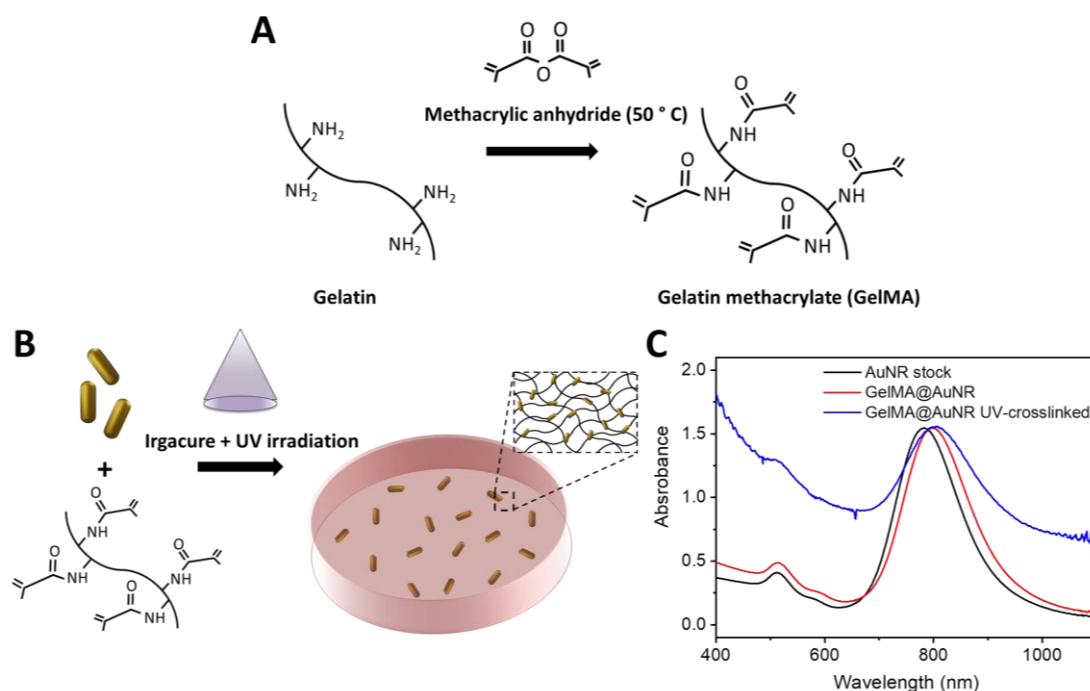 A
O O
O
Methacrylic anhydride (50 ° C)
NH₂
NH₂
NH₂
NH₂
Gelatin
O
NH
O
NH
O
NH
O
NH
Gelatin methacrylate (GelMA)
B
Irgacure + UV irradiation
+
O
NH
O
NH
O
NH
O
NH
C
AuNR stock
GelMA@AuNR
GelMA@AuNR UV-crosslinked
Absrobance
2.0
1.5
1.0
0.5
0.0
400 600 800 1000
Wavelength (nm)